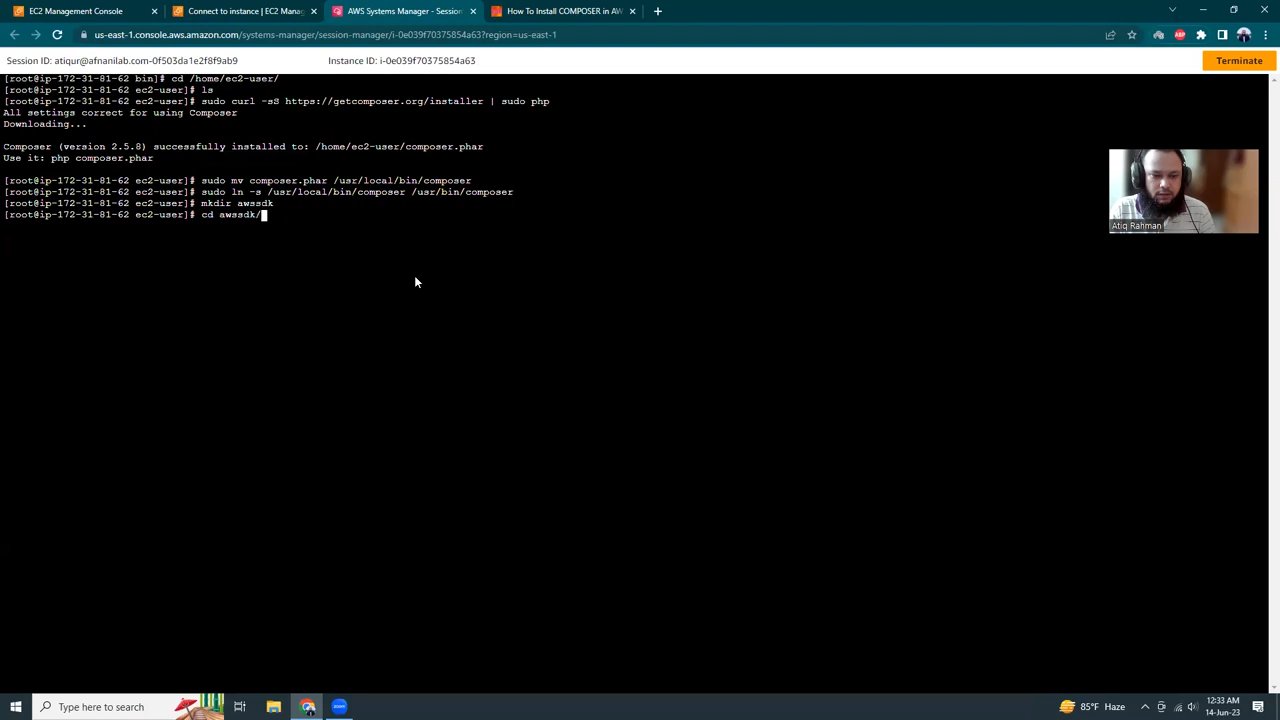 EC2 Management Console
Connect to instance | EC2 Manag
AWS Systems Manager - Session
How To Install COMPOSER in AW
us-east-1.console.aws.amazon.com/systems-manager/session-manager/i-0e039f70375854a63?region=us-east-1
ABP
Session ID: atiqur@afnanilab.com-0f503da1e2f8f9ab9
Instance ID: i-0e039f70375854a63
Terminate
[root@ip-172-31-81-62 bin]# cd /home/ec2-user/
[root@ip-172-31-81-62 ec2-user]# ls
[root@ip-172-31-81-62 ec2-user]# sudo curl -sS https://getcomposer.org/installer | sudo php
All settings correct for using Composer
Downloading...
Composer (version 2.5.8) successfully installed to: /home/ec2-user/composer.phar
Use it: php composer.phar
[root@ip-172-31-81-62 ec2-user]# sudo mv composer.phar /usr/local/bin/composer
[root@ip-172-31-81-62 ec2-user]# sudo ln -s /usr/local/bin/composer /usr/bin/composer
[root@ip-172-31-81-62 ec2-user]# mkdir awssdk
[root@ip-172-31-81-62 ec2-user]# cd awssdk/
Atiq Rahman
Type here to search
zoom
85°F Haze
12:33 AM
14-Jun-23